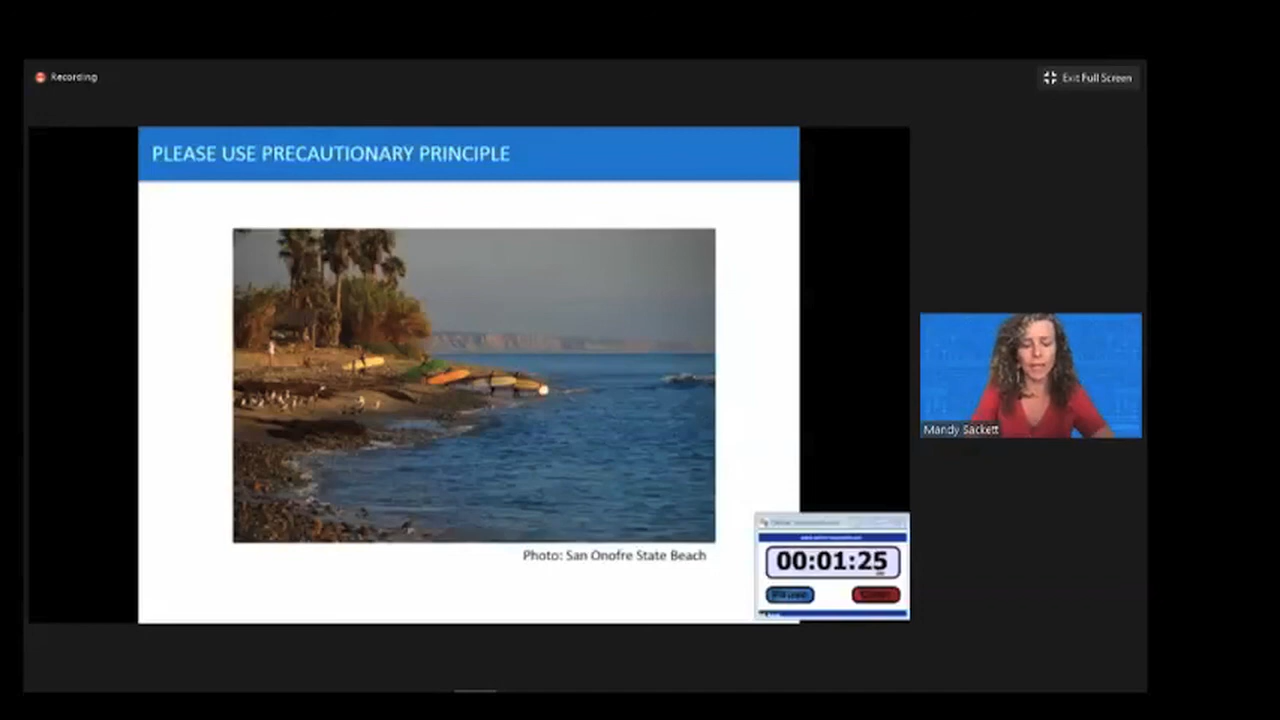 Recording
Exit Full Screen
PLEASE USE PRECAUTIONARY PRINCIPLE
Mandy Sackett
Photo: San Onofre State Beach
00:01:25